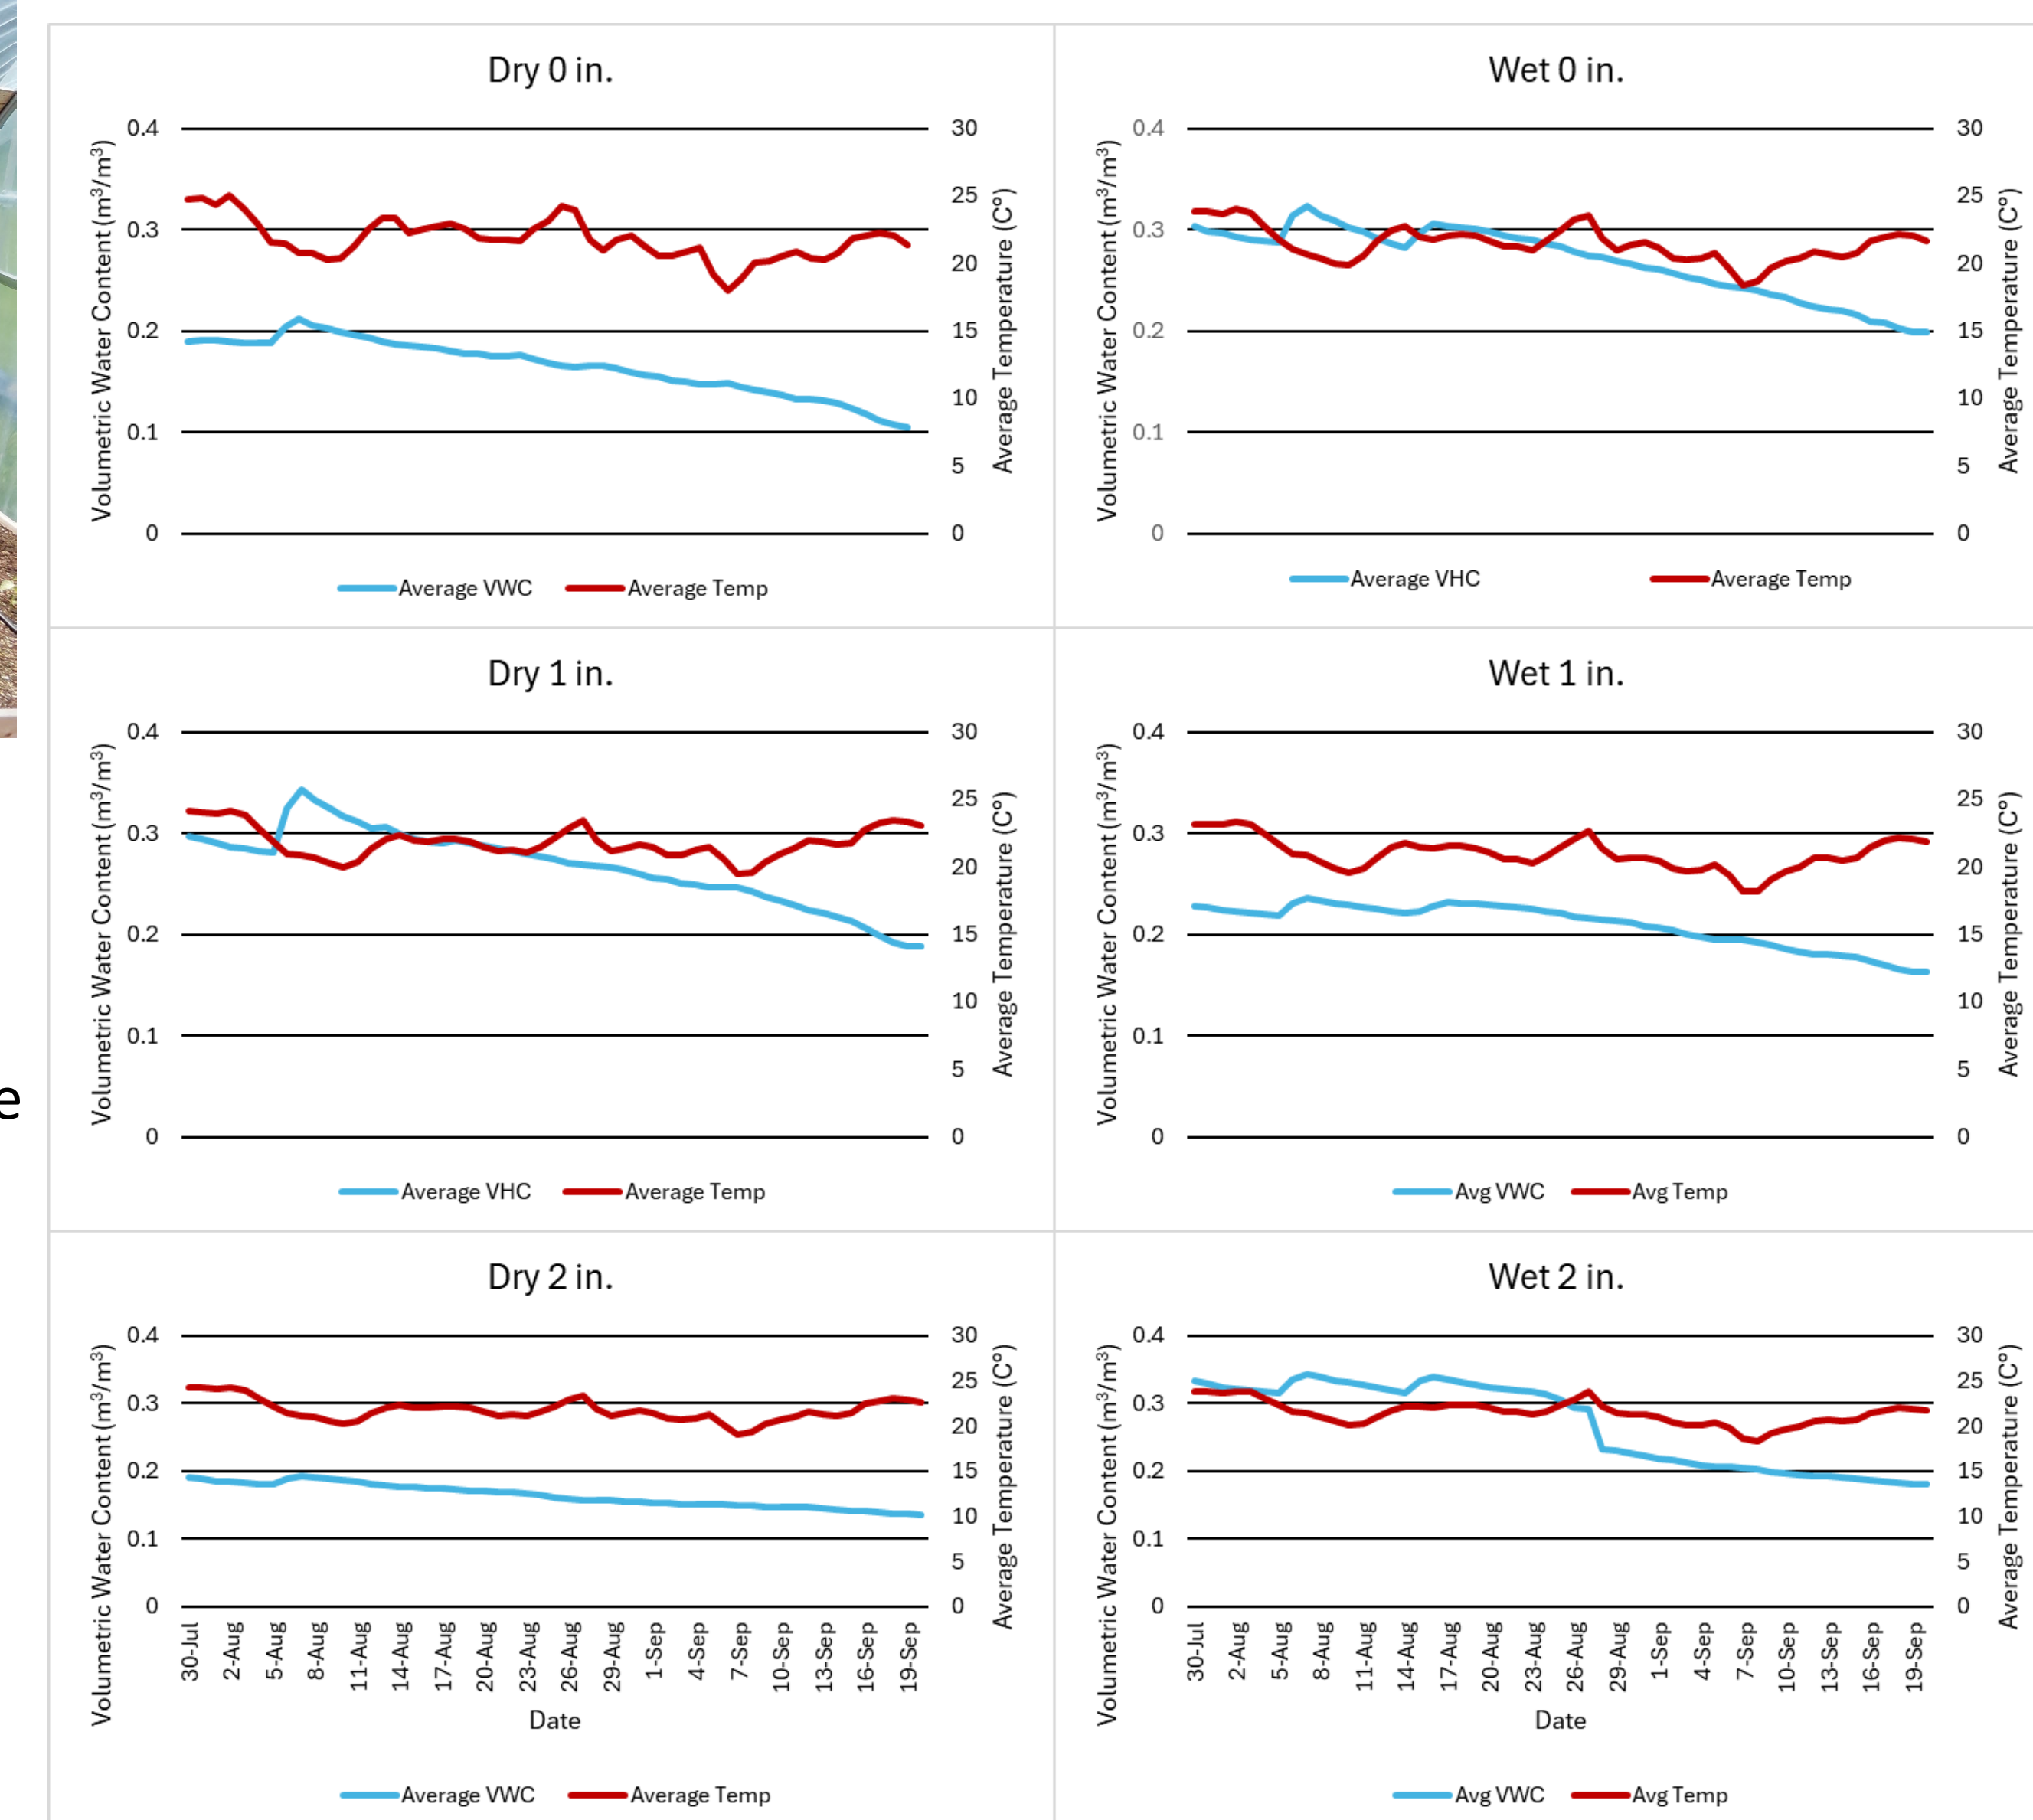 Dry 0 in.
Volumetric Water Content (m³/m³)
0.4
0.3
0.2
0.1
0
30
25
20
15
10
5
0
Average Temperature (C°)
Average VWC Average Temp
Wet 0 in.
Volumetric Water Content (m³/m³)
0.4
0.3
0.2
0.1
0
30
25
20
15
10
5
0
Average Temperature (C°)
Average VHC Average Temp
Dry 1 in.
Volumetric Water Content (m³/m³)
0.4
0.3
0.2
0.1
0
30
25
20
15
10
5
0
Average Temperature (C°)
Average VHC Average Temp
Wet 1 in.
Volumetric Water Content (m³/m³)
0.4
0.3
0.2
0.1
0
30
25
20
15
10
5
0
Average Temperature (C°)
Avg VWC Avg Temp
e
Dry 2 in.
Volumetric Water Content (m³/m³)
0.4
0.3
0.2
0.1
0
30
25
20
15
10
5
0
Average Temperature (C°)
30-Jul
2-Aug
5-Aug
8-Aug
11-Aug
14-Aug
17-Aug
20-Aug
23-Aug
26-Aug
29-Aug
1-Sep
4-Sep
7-Sep
10-Sep
13-Sep
16-Sep
19-Sep
Date
Average VWC Average Temp
Wet 2 in.
Volumetric Water Content (m³/m³)
0.4
0.3
0.2
0.1
0
30
25
20
15
10
5
0
Average Temperature (C°)
30-Jul
2-Aug
5-Aug
8-Aug
11-Aug
14-Aug
17-Aug
20-Aug
23-Aug
26-Aug
29-Aug
1-Sep
4-Sep
7-Sep
10-Sep
13-Sep
16-Sep
19-Sep
Date
Avg VWC Avg Temp